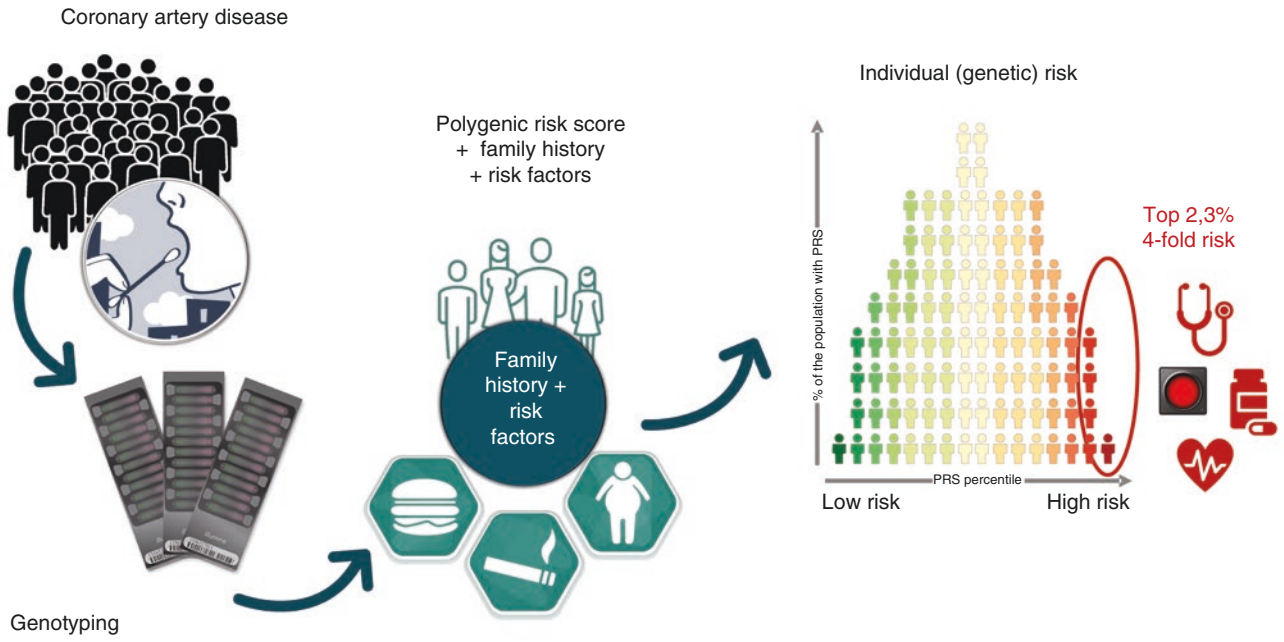 Coronary artery disease
Genotyping
Polygenic risk score
+ family history
+ risk factors
Family
history +
risk
factors
Individual (genetic) risk
% of the population with PRS
PRS percentile
Low risk
High risk
Top 2,3%
4-fold risk